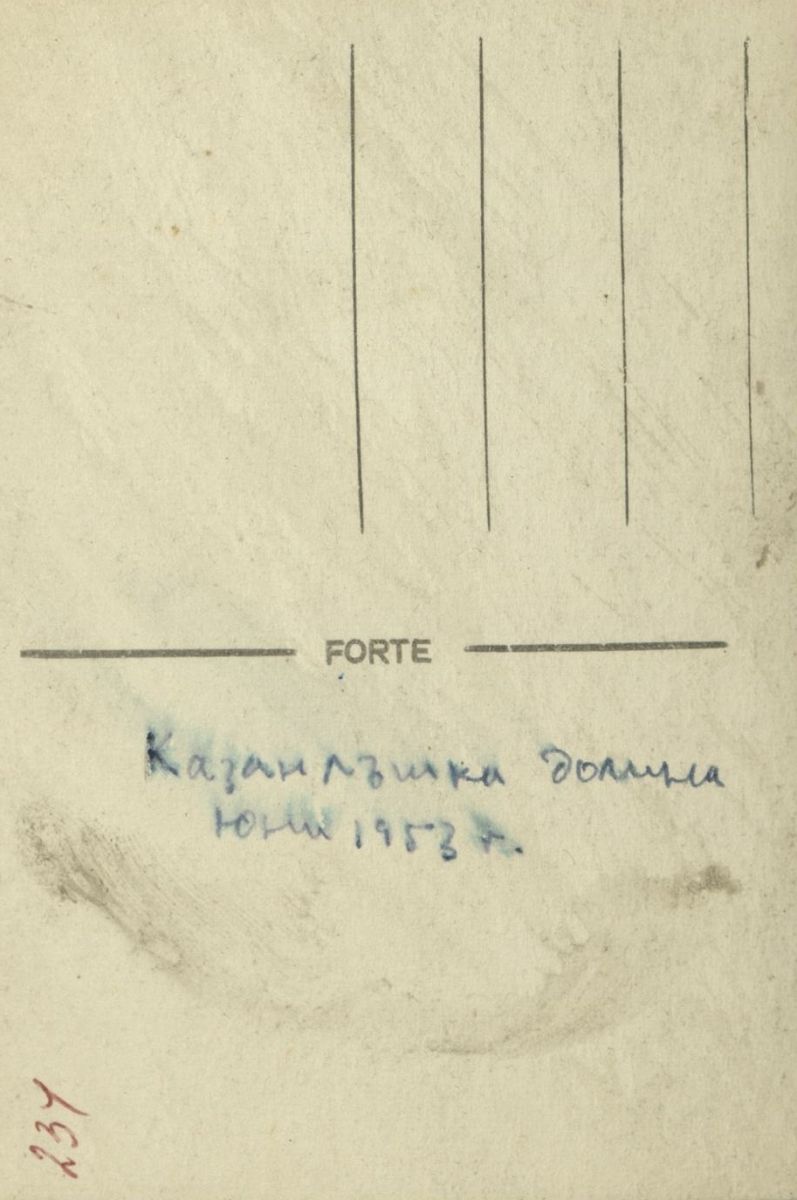 FORTE
Казанлъшка долина
юни 1953 г.
237